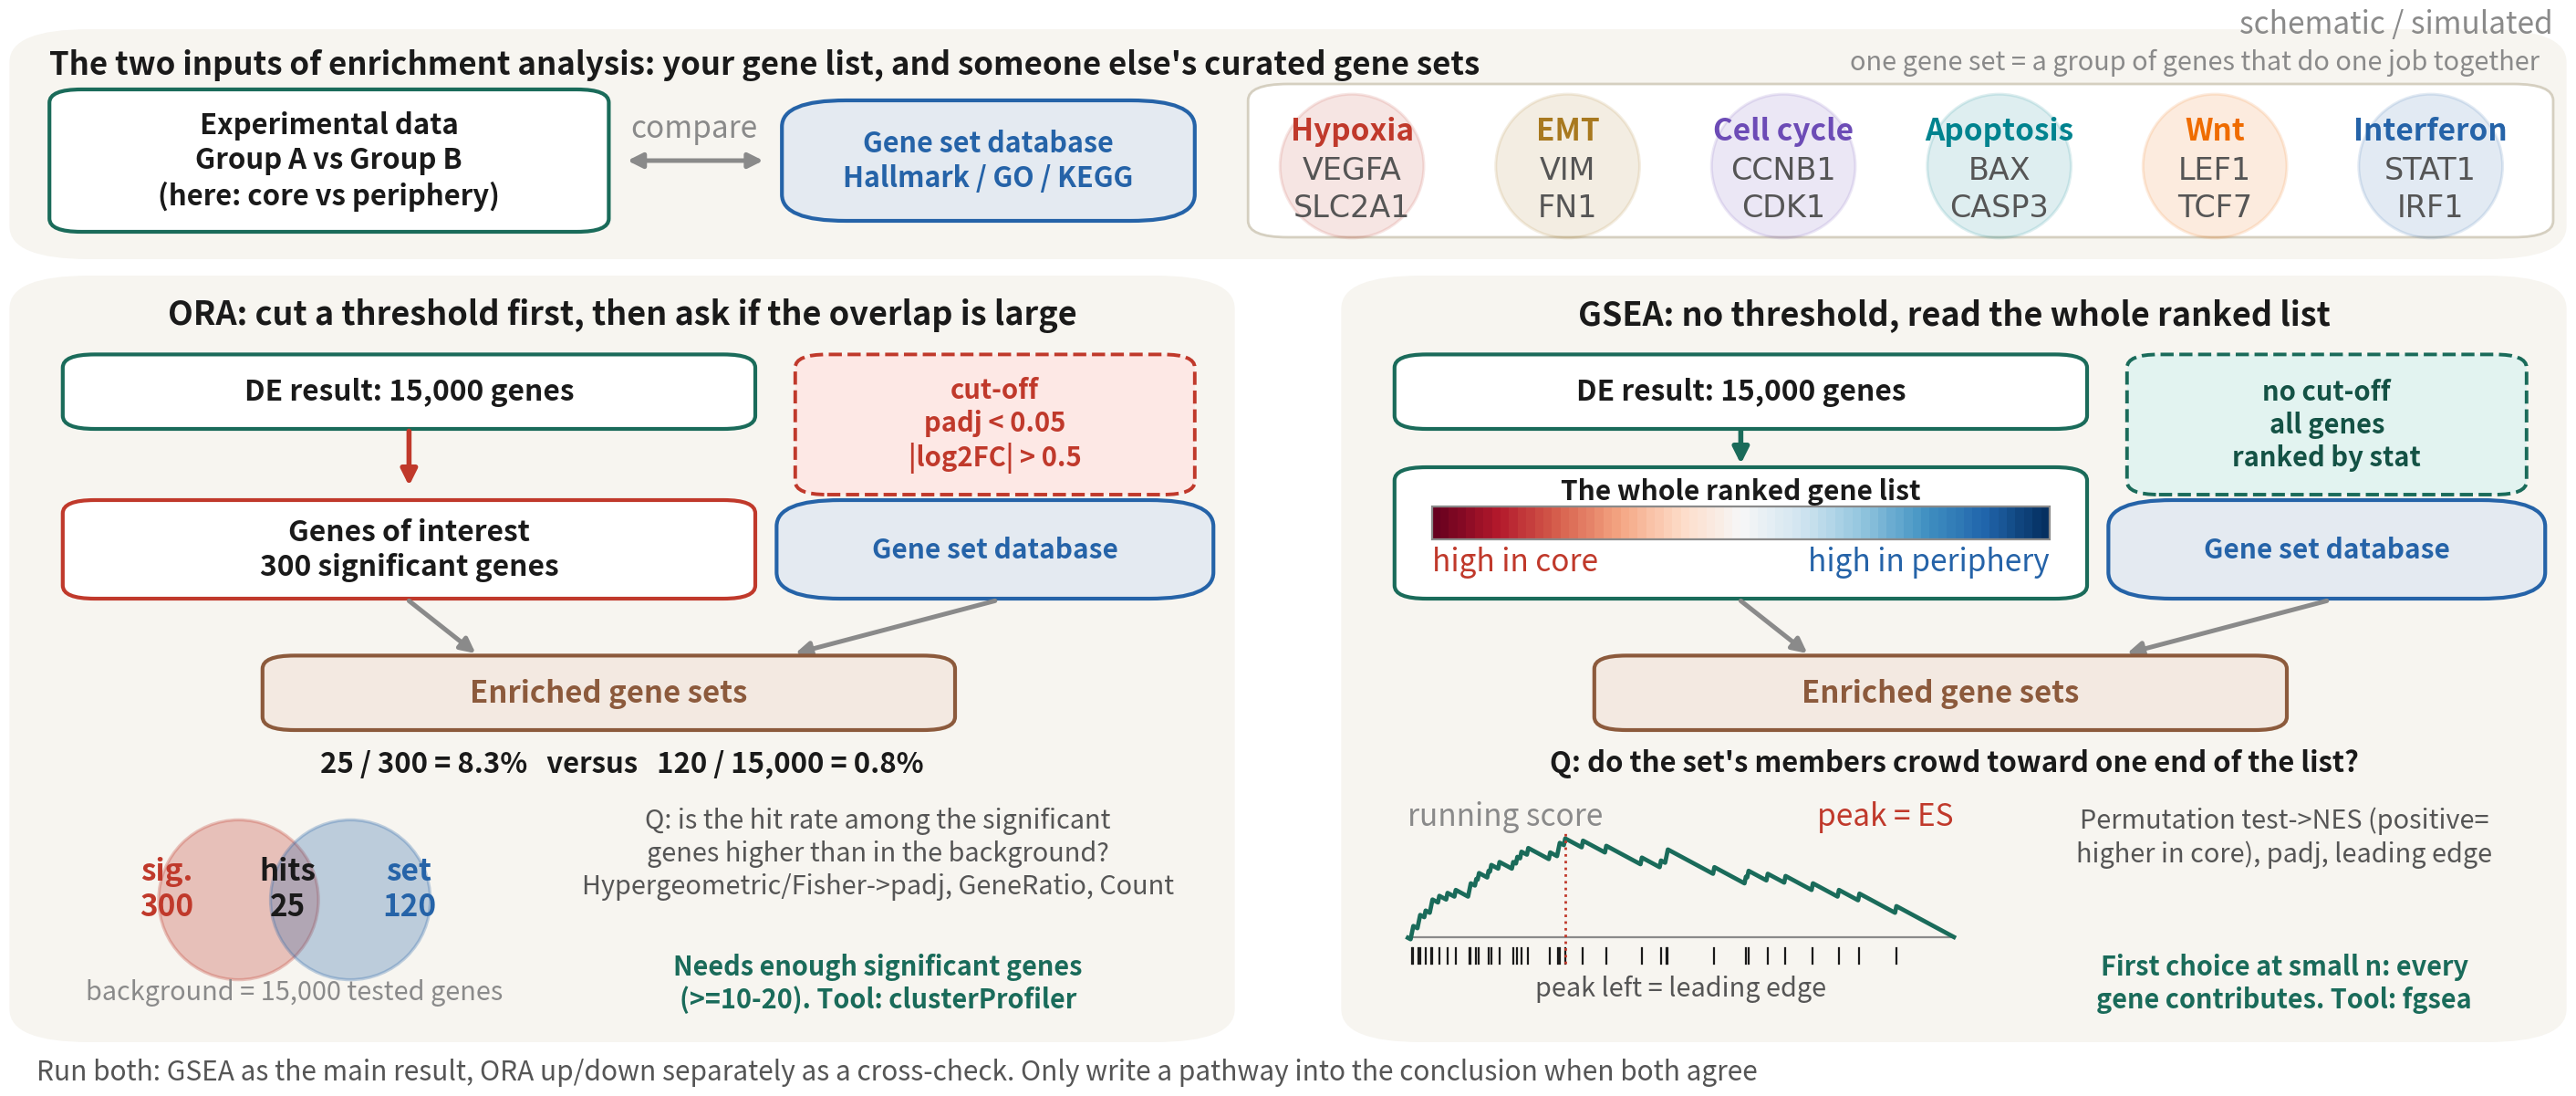 schematic / simulated
The two inputs of enrichment analysis: your gene list, and someone else's curated gene sets
one gene set = a group of genes that do one job together
Experimental data
Group A vs Group B
(here: core vs periphery)
compare
Gene set database
Hallmark / GO / KEGG
Hypoxia
VEGFA
SLC2A1
EMT
VIM
FN1
Cell cycle
CCNB1
CDK1
Apoptosis
BAX
CASP3
Wnt
LEF1
TCF7
Interferon
STAT1
IRF1
ORA: cut a threshold first, then ask if the overlap is large
DE result: 15,000 genes
cut-off
padj < 0.05
|log2FC| > 0.5
Genes of interest
300 significant genes
Gene set database
Enriched gene sets
25 / 300 = 8.3% versus 120 / 15,000 = 0.8%
sig.
300
hits
25
set
120
background = 15,000 tested genes
Q: is the hit rate among the significant
genes higher than in the background?
Hypergeometric/Fisher->padj, GeneRatio, Count
Needs enough significant genes
(>=10-20). Tool: clusterProfiler
GSEA: no threshold, read the whole ranked list
DE result: 15,000 genes
no cut-off
all genes
ranked by stat
The whole ranked gene list
high in core
high in periphery
Gene set database
Enriched gene sets
Q: do the set's members crowd toward one end of the list?
running score
peak = ES
peak left = leading edge
Permutation test->NES (positive=
higher in core), padj, leading edge
First choice at small n: every
gene contributes. Tool: fgsea
Run both: GSEA as the main result, ORA up/down separately as a cross-check. Only write a pathway into the conclusion when both agree